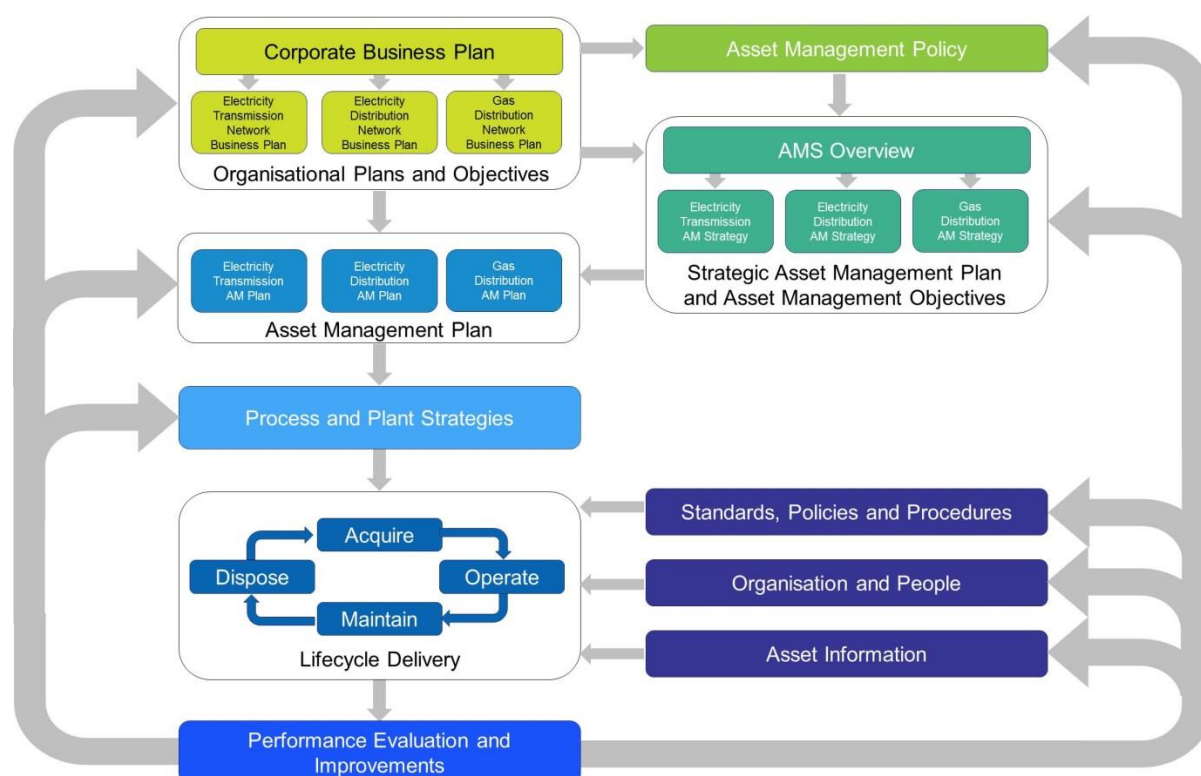 Corporate Business Plan
Electricity
Transmission
Network
Business Plan
Electricity
Distribution
Network
Business Plan
Gas
Distribution
Network
Business Plan
Organisational Plans and Objectives
Asset Management Policy
AMS Overview
Electricity
Transmission
AM Strategy
Electricity
Distribution
AM Strategy
Gas
Distribution
AM Strategy
Strategic Asset Management Plan
and Asset Management Objectives
Electricity
Transmission
AM Plan
Electricity
Distribution
AM Plan
Gas
Distribution
AM Plan
Asset Management Plan
Process and Plant Strategies
Acquire
Dispose
Operate
Maintain
Lifecycle Delivery
Standards, Policies and Procedures
Organisation and People
Asset Information
Performance Evaluation and
Improvements